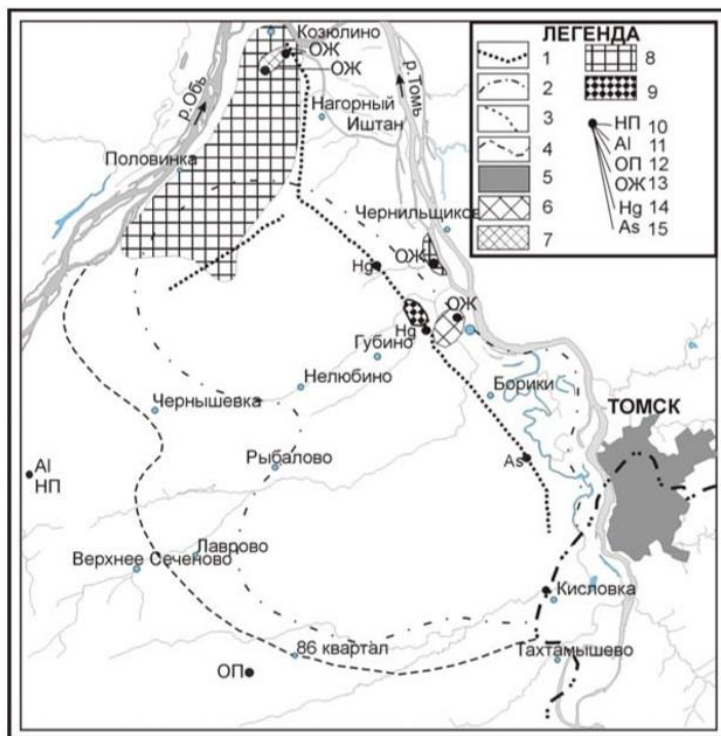 Козюлино
ОЖ
ОЖ
р.Обь
р.Томь
Нагорный
Иштан
Половинка
Чернильщиков
Hg
ОЖ
ОЖ
Hg
Губино
Нелюбино
Чернышевка
Борики
ТОМСК
Рыбалово
As
Al
НП
Лаврово
Верхнее Сеченово
Кисловка
86 квартал
Тахтамышево
ОП
ЛЕГЕНДА
1
2
3
4
5
6
7
8
9
НП 10
Al 11
ОП 12
ОЖ 13
Hg 14
As 15